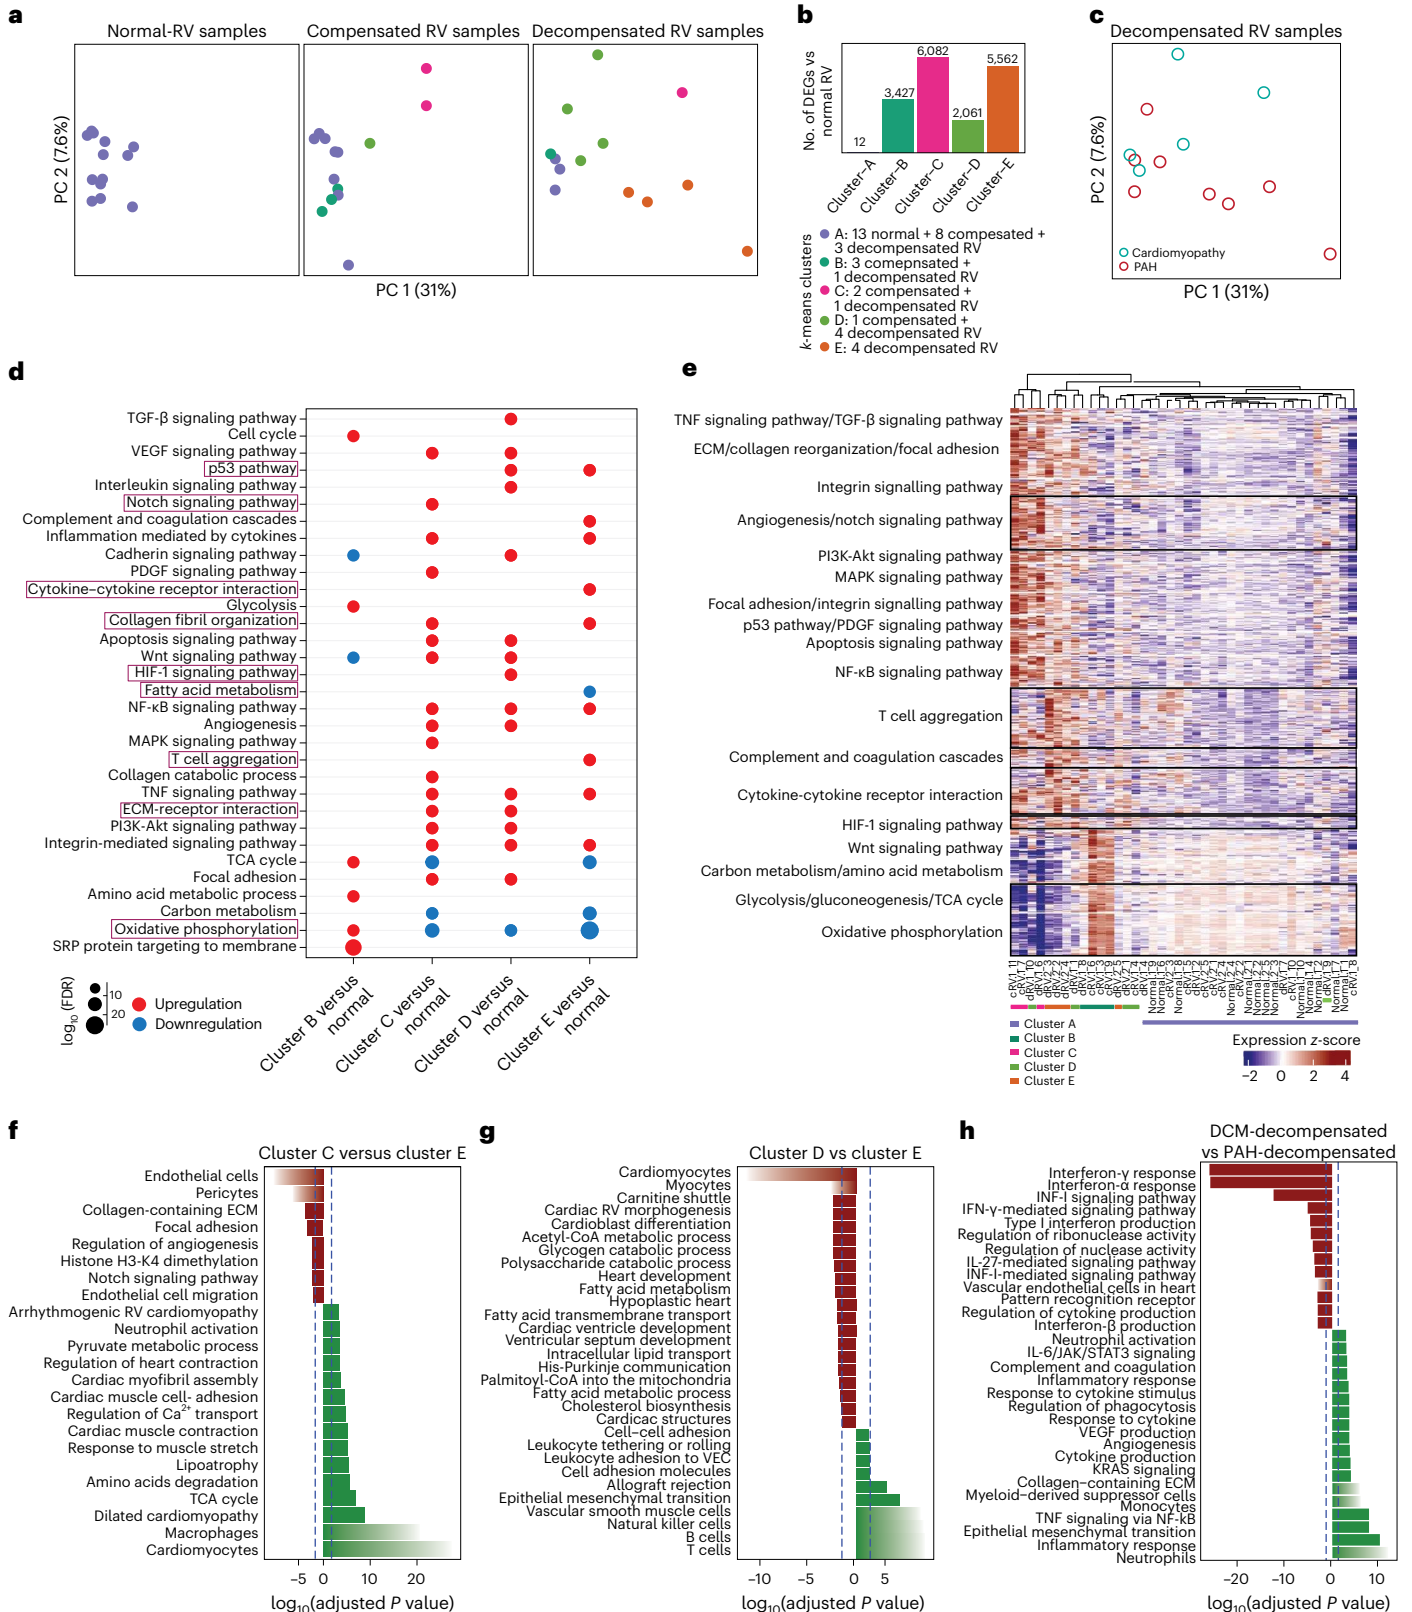 a
Normal-RV samples
Compensated RV samples
Decompensated RV samples
PC 2 (7.6%)
PC 1 (31%)
b
No. of DEGs vs
normal RV
12
3,427
6,082
2,061
5,562
Cluster–A
Cluster–B
Cluster–C
Cluster–D
Cluster–E
k-means clusters
A: 13 normal + 8 compesated +
3 decompensated RV
B: 3 comepnsated +
1 decompensated RV
C: 2 compensated +
1 decompensated RV
D: 1 compensated +
4 decompensated RV
E: 4 decompensated RV
c
Decompensated RV samples
PC 2 (7.6%)
Cardiomyopathy
PAH
PC 1 (31%)
d
TGF-β signaling pathway
Cell cycle
VEGF signaling pathway
p53 pathway
Interleukin signaling pathway
Notch signaling pathway
Complement and coagulation cascades
Inflammation mediated by cytokines
Cadherin signaling pathway
PDGF signaling pathway
Cytokine–cytokine receptor interaction
Glycolysis
Collagen fibril organization
Apoptosis signaling pathway
Wnt signaling pathway
HIF-1 signaling pathway
Fatty acid metabolism
NF-κB signaling pathway
Angiogenesis
MAPK signaling pathway
T cell aggregation
Collagen catabolic process
TNF signaling pathway
ECM-receptor interaction
PI3K-Akt signaling pathway
Integrin-mediated signaling pathway
TCA cycle
Focal adhesion
Amino acid metabolic process
Carbon metabolism
Oxidative phosphorylation
SRP protein targeting to membrane
log10 (FDR)
10
20
Upregulation
Downregulation
Cluster B versus
normal
Cluster C versus
normal
Cluster D versus
normal
Cluster E versus
normal
e
TNF signaling pathway/TGF-β signaling pathway
ECM/collagen reorganization/focal adhesion
Integrin signalling pathway
Angiogenesis/notch signaling pathway
PI3K-Akt signaling pathway
MAPK signaling pathway
Focal adhesion/integrin signalling pathway
p53 pathway/PDGF signaling pathway
Apoptosis signaling pathway
NF-κB signaling pathway
T cell aggregation
Complement and coagulation cascades
Cytokine-cytokine receptor interaction
HIF-1 signaling pathway
Wnt signaling pathway
Carbon metabolism/amino acid metabolism
Glycolysis/gluconeogenesis/TCA cycle
Oxidative phosphorylation
Cluster A
Cluster B
Cluster C
Cluster D
Cluster E
Expression z-score
−2 0 2 4
f
Cluster C versus cluster E
Endothelial cells
Pericytes
Collagen-containing ECM
Focal adhesion
Regulation of angiogenesis
Histone H3-K4 dimethylation
Notch signaling pathway
Endothelial cell migration
Arrhythmogenic RV cardiomyopathy
Neutrophil activation
Pyruvate metabolic process
Regulation of heart contraction
Cardiac myofibril assembly
Cardiac muscle cell- adhesion
Regulation of Ca2+ transport
Cardiac muscle contraction
Response to muscle stretch
Lipoatrophy
Amino acids degradation
TCA cycle
Dilated cardiomyopathy
Macrophages
Cardiomyocytes
−5 0 10 20
log10(adjusted P value)
g
Cluster D vs cluster E
Cardiomyocytes
Myocytes
Carnitine shuttle
Cardiac RV morphogenesis
Cardioblast differentiation
Acetyl-CoA metabolic process
Glycogen catabolic process
Polysaccharide catabolic process
Heart development
Fatty acid metabolism
Hypoplastic heart
Fatty acid transmembrane transport
Cardiac ventricle development
Ventricular septum development
Intracellular lipid transport
His-Purkinje communication
Palmitoyl-CoA into the mitochondria
Fatty acid metabolic process
Cholesterol biosynthesis
Cardicac structures
Cell–cell adhesion
Leukocyte tethering or rolling
Leukocyte adhesion to VEC
Cell adhesion molecules
Allograft rejection
Epithelial mesenchymal transition
Vascular smooth muscle cells
Natural killer cells
B cells
T cells
−10 −5 0 5
log10(adjusted P value)
h
DCM-decompensated
vs PAH-decompensated
Interferon-γ response
Interferon-α response
INF-I signaling pathway
IFN-γ-mediated signaling pathway
Type I interferon production
Regulation of ribonuclease activity
Regulation of nuclease activity
IL-27-mediated signaling pathway
INF-I-mediated signaling pathway
Vascular endothelial cells in heart
Pattern recognition receptor
Regulation of cytokine production
Interferon-β production
Neutrophil activation
IL-6/JAK/STAT3 signaling
Complement and coagulation
Inflammatory response
Response to cytokine stimulus
Regulation of phagocytosis
Response to cytokine
VEGF production
Angiogenesis
Cytokine production
KRAS signaling
Collagen–containing ECM
Myeloid–derived suppressor cells
Monocytes
TNF signaling via NF-kB
Epithelial mesenchymal transition
Inflammatory response
Neutrophils
−20 −10 0 10
log10(adjusted P value)